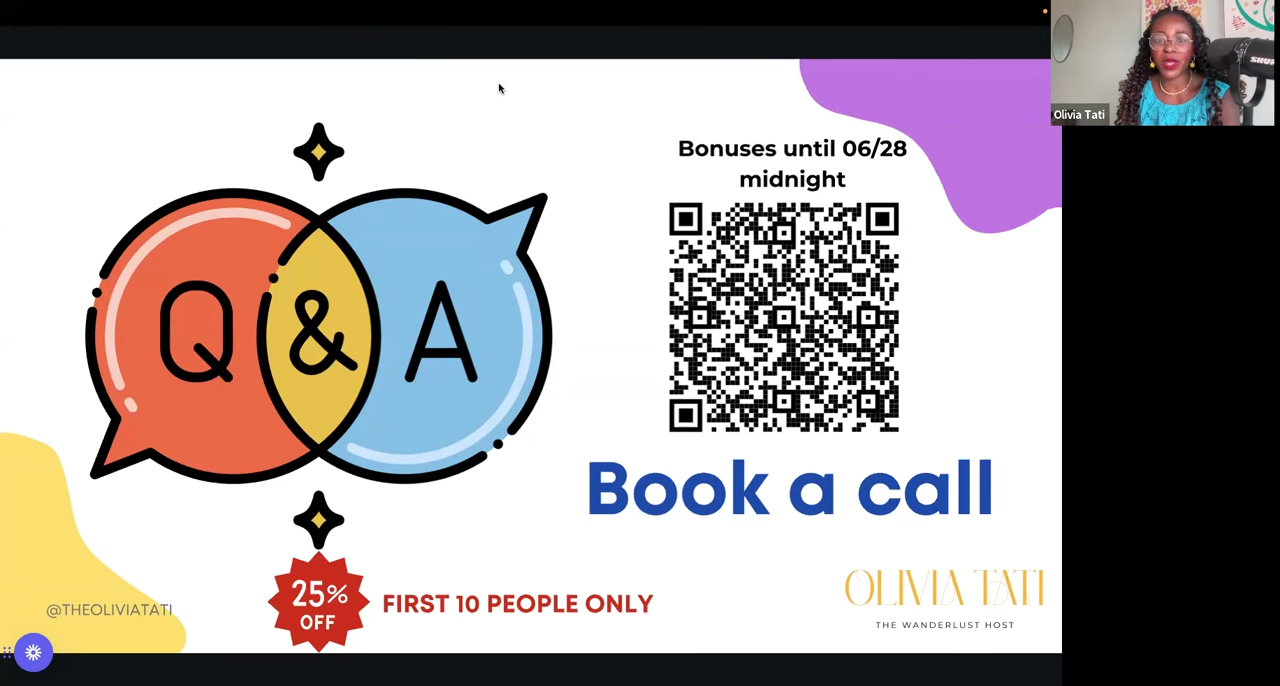 Olivia Tati
Bonuses until 06/28
midnight
Q & A
Book a call
25%
OFF
FIRST 10 PEOPLE ONLY
@THEOLIVIATATI
OLIVIA TATI
THE WANDERLUST HOST